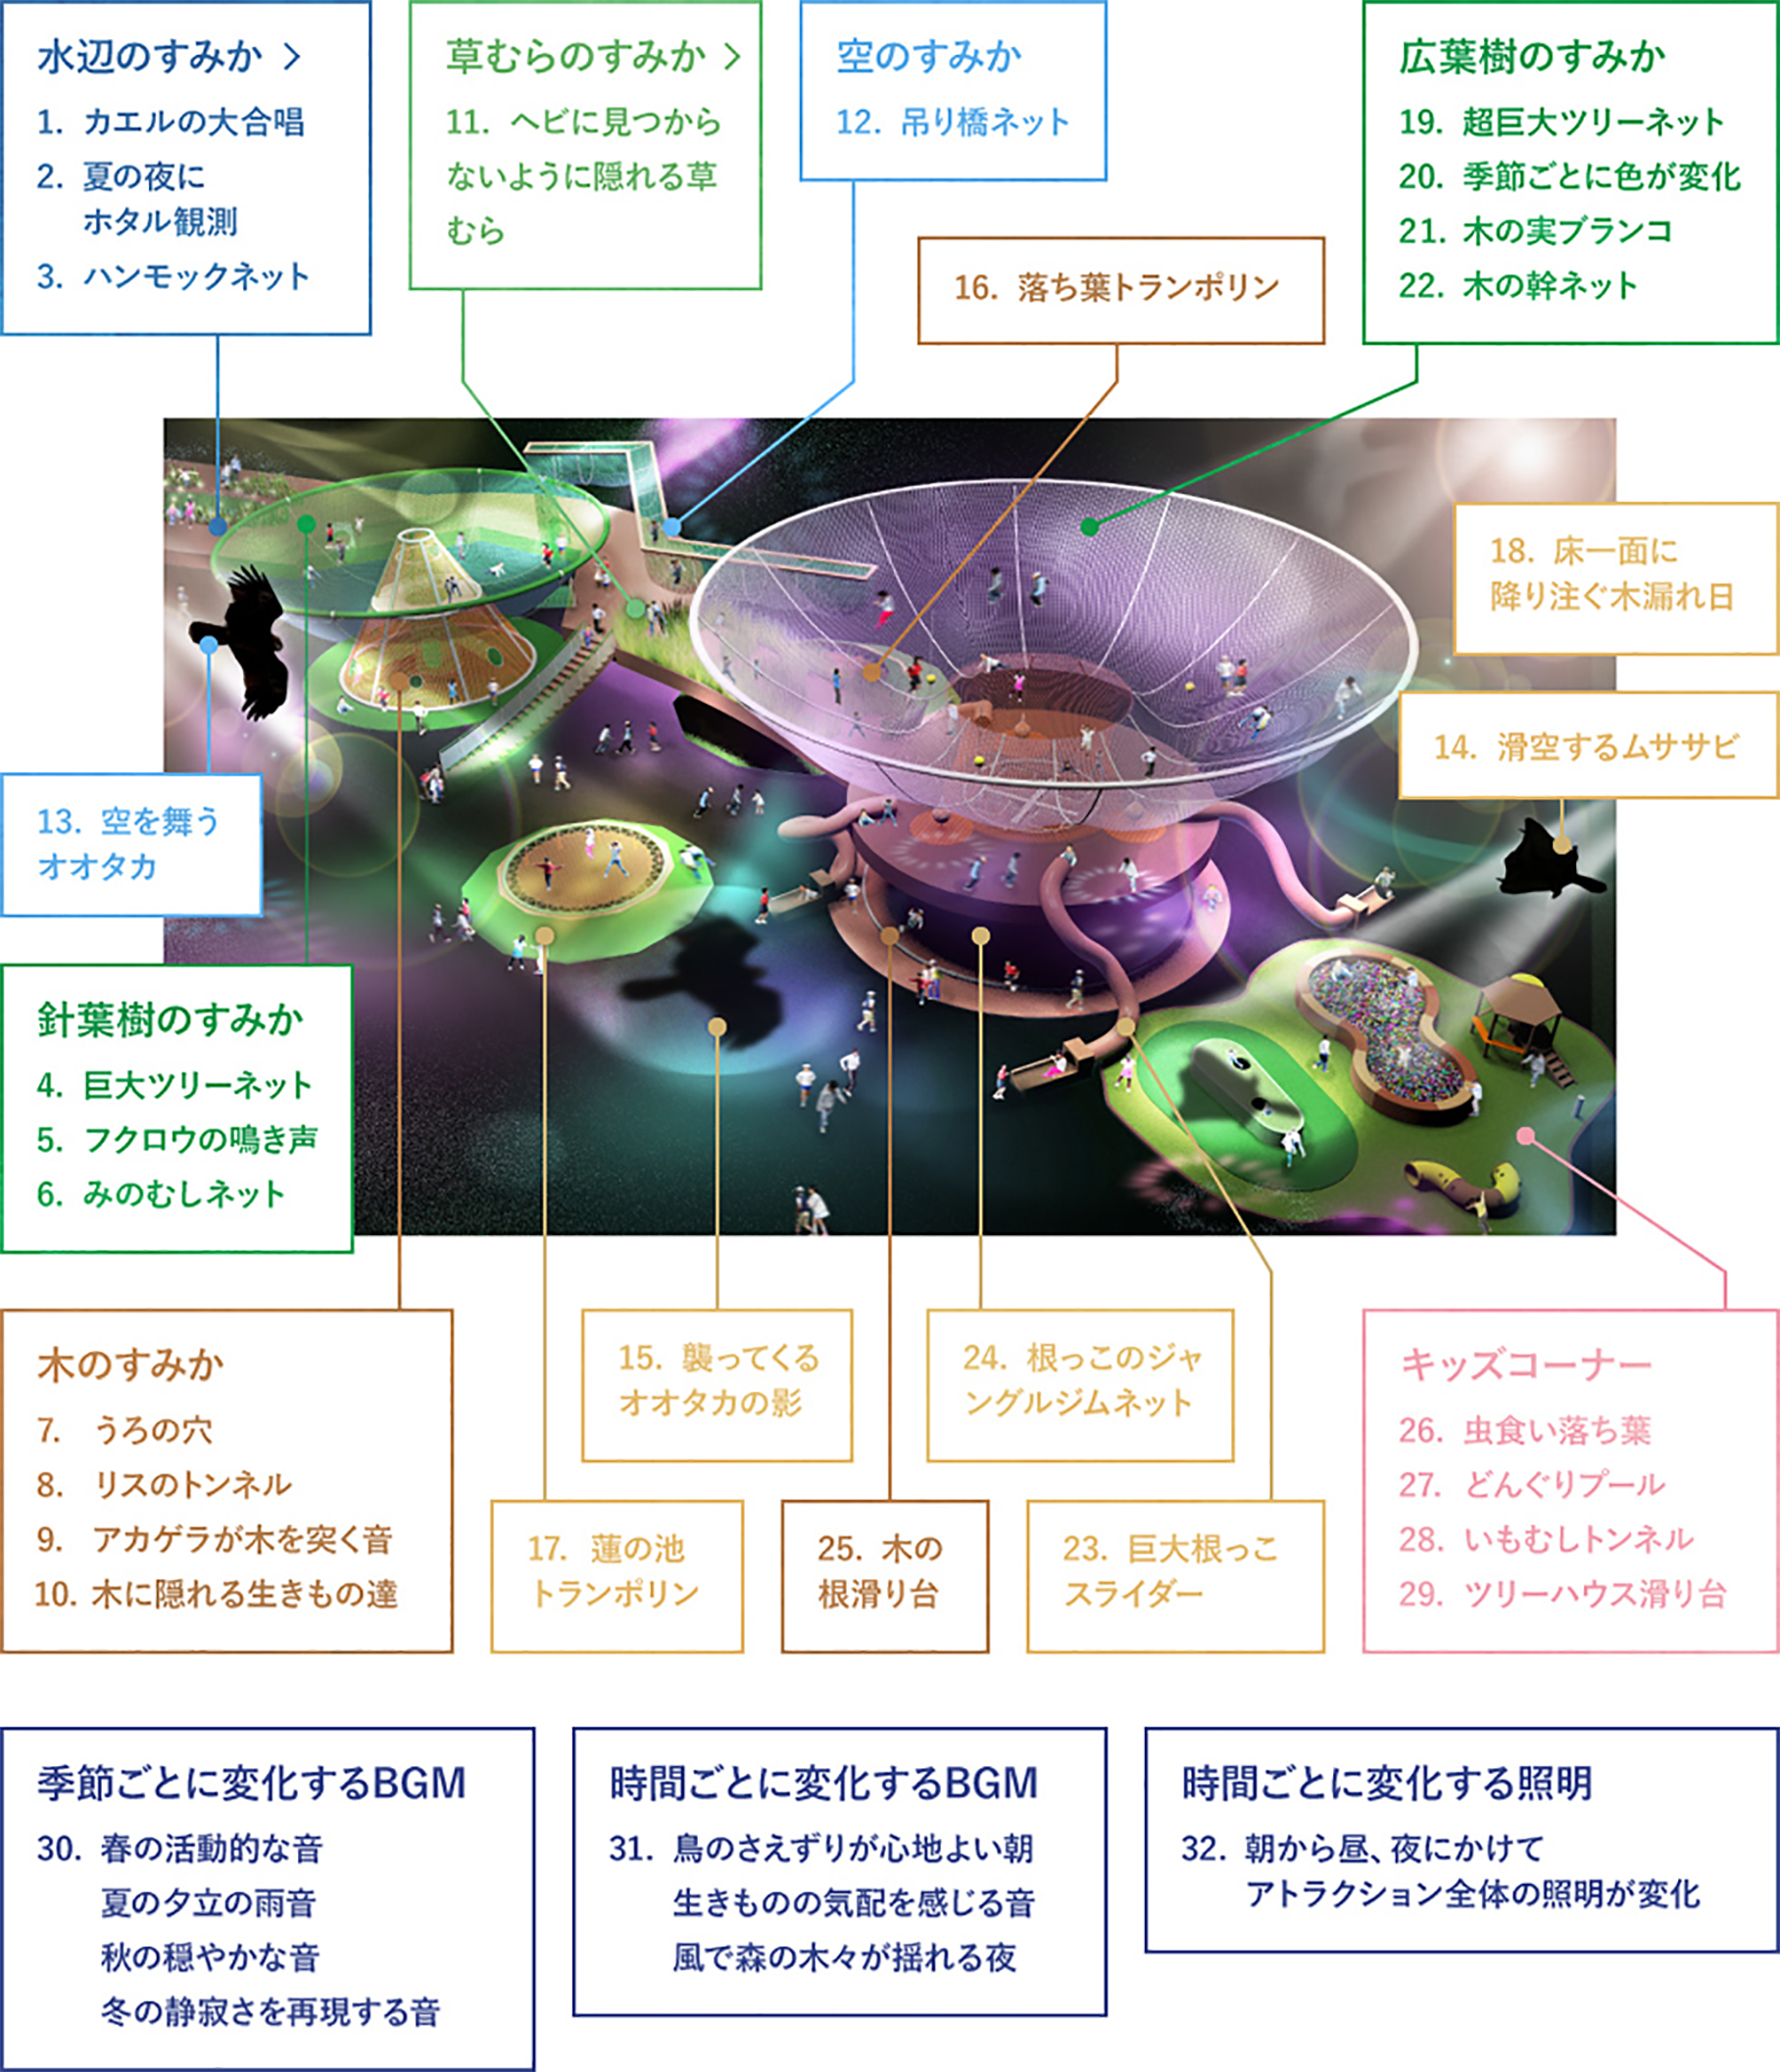 水辺のすみか >
1. カエルの大合唱
2. 夏の夜に
ホタル観測
3. ハンモックネット
草むらのすみか >
11. ヘビに見つから
ないように隠れる草
むら
空のすみか
12. 吊り橋ネット
広葉樹のすみか
19. 超巨大ツリーネット
20. 季節ごとに色が変化
21. 木の実ブランコ
22. 木の幹ネット
16. 落ち葉トランポリン
18. 床一面に
降り注ぐ木漏れ日
14. 滑空するムササビ
13. 空を舞う
オオタカ
針葉樹のすみか
4. 巨大ツリーネット
5. フクロウの鳴き声
6. みのむしネット
木のすみか
7. うろの穴
8. リスのトンネル
9. アカゲラが木を突く音
10. 木に隠れる生きもの達
15. 襲ってくる
オオタカの影
24. 根っこのジャ
ングルジムネット
17. 蓮の池
トランポリン
25. 木の
根滑り台
23. 巨大根っこ
スライダー
キッズコーナー
26. 虫食い落ち葉
27. どんぐりプール
28. いもむしトンネル
29. ツリーハウス滑り台
季節ごとに変化するBGM
30. 春の活動的な音
夏の夕立の雨音
秋の穏やかな音
冬の静寂さを再現する音
時間ごとに変化するBGM
31. 鳥のさえずりが心地よい朝
生きものの気配を感じる音
風で森の木々が揺れる夜
時間ごとに変化する照明
32. 朝から昼、夜にかけて
アトラクション全体の照明が変化